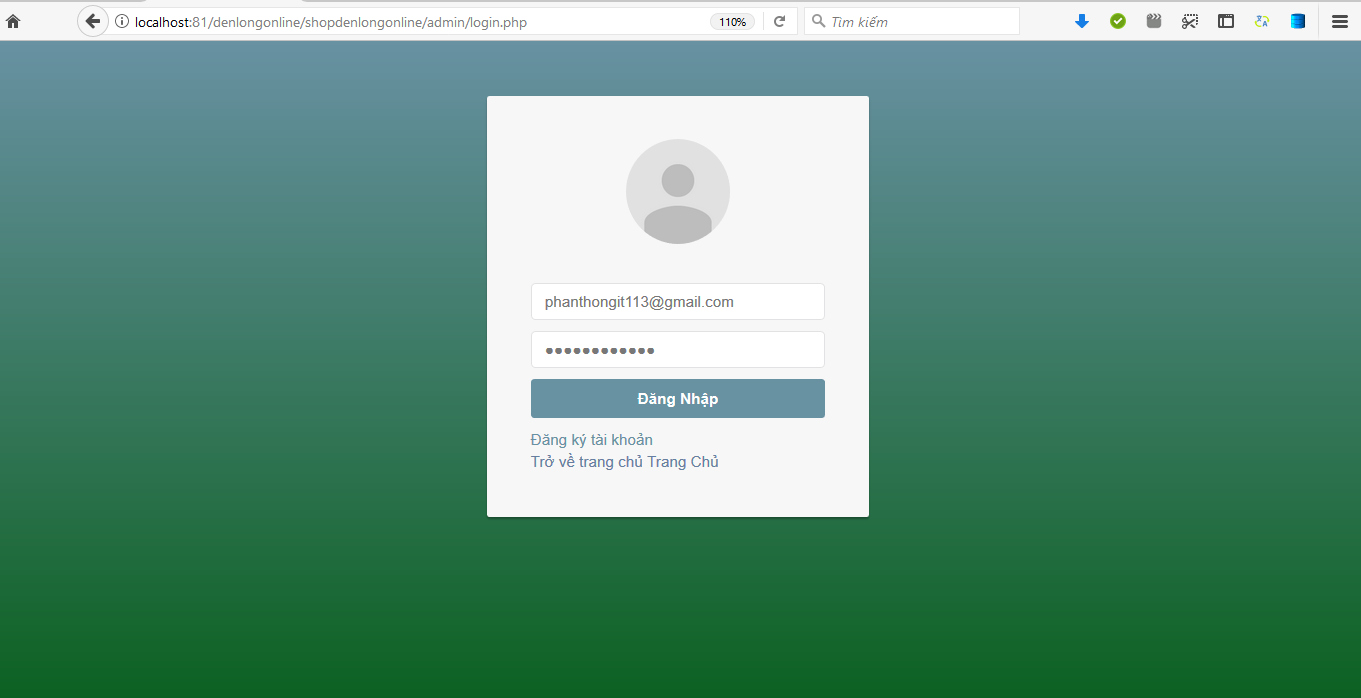 localhost:81/denlongonline/shopdenlongonline/admin/login.php
110%
Tìm kiếm
phanthongit113@gmail.com
●●●●●●●●●●●●
Đăng Nhập
Đăng ký tài khoản
Trở về trang chủ Trang Chủ